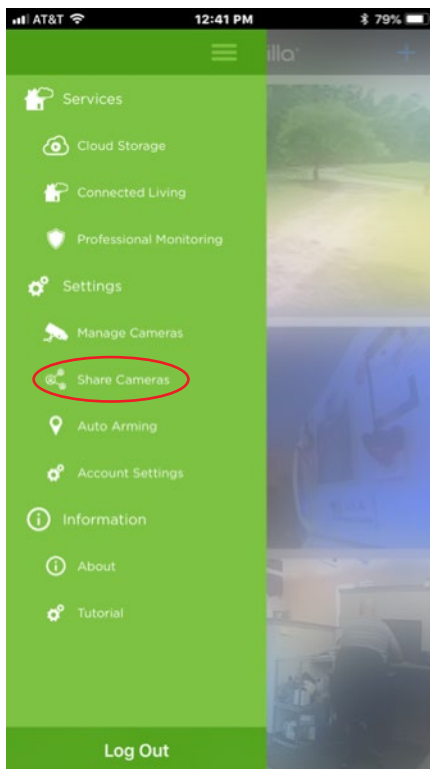 AT&T 12:41 PM 79%
illa
Services
Cloud Storage
Connected Living
Professional Monitoring
Settings
Manage Cameras
Share Cameras
Auto Arming
Account Settings
Information
About
Tutorial
Log Out